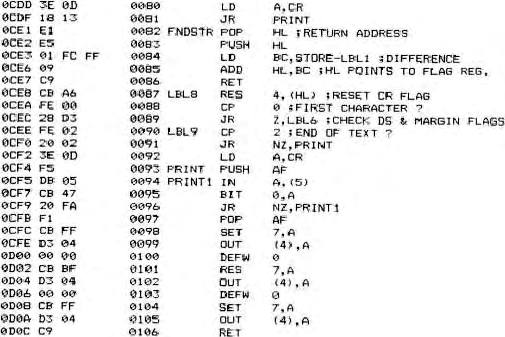 0CDD 3E 0D 0080 LD A,CR
0CDF 18 13 0081 JR PRINT
0CE1 E1 0082 FNDSTR POP HL ;RETURN ADDRESS
0CE2 E5 0083 PUSH HL
0CE3 01 FC FF 0084 LD BC,STORE-LBL1 ;DIFFERENCE
0CE6 09 0085 ADD HL,BC ;HL POINTS TO FLAG REG.
0CE7 C9 0086 RET
0CE8 CB A6 0087 LBL8 RES 4,(HL) ;RESET CR FLAG
0CEA FE 00 0088 CP 0 ;FIRST CHARACTER ?
0CEC 28 D3 0089 JR Z,LBL6 ;CHECK DS & MARGIN FLAGS
0CEE FE 02 0090 LBL9 CP 2 ;END OF TEXT ?
0CF0 20 02 0091 JR NZ,PRINT
0CF2 3E 0D 0092 LD A,CR
0CF4 F5 0093 PRINT PUSH AF
0CF5 DB 05 0094 PRINT1 IN A,(5)
0CF7 CB 47 0095 BIT 0,A
0CF9 20 FA 0096 JR NZ,PRINT1
0CFB F1 0097 POP AF
0CFC CB FF 0098 SET 7,A
0CFE D3 04 0099 OUT (4),A
0D00 00 00 0100 DEFW 0
0D02 CB BF 0101 RES 7,A
0D04 D3 04 0102 OUT (4),A
0D06 00 00 0103 DEFW 0
0D08 CB FF 0104 SET 7,A
0D0A D3 04 0105 OUT (4),A
0D0C C9 0106 RET